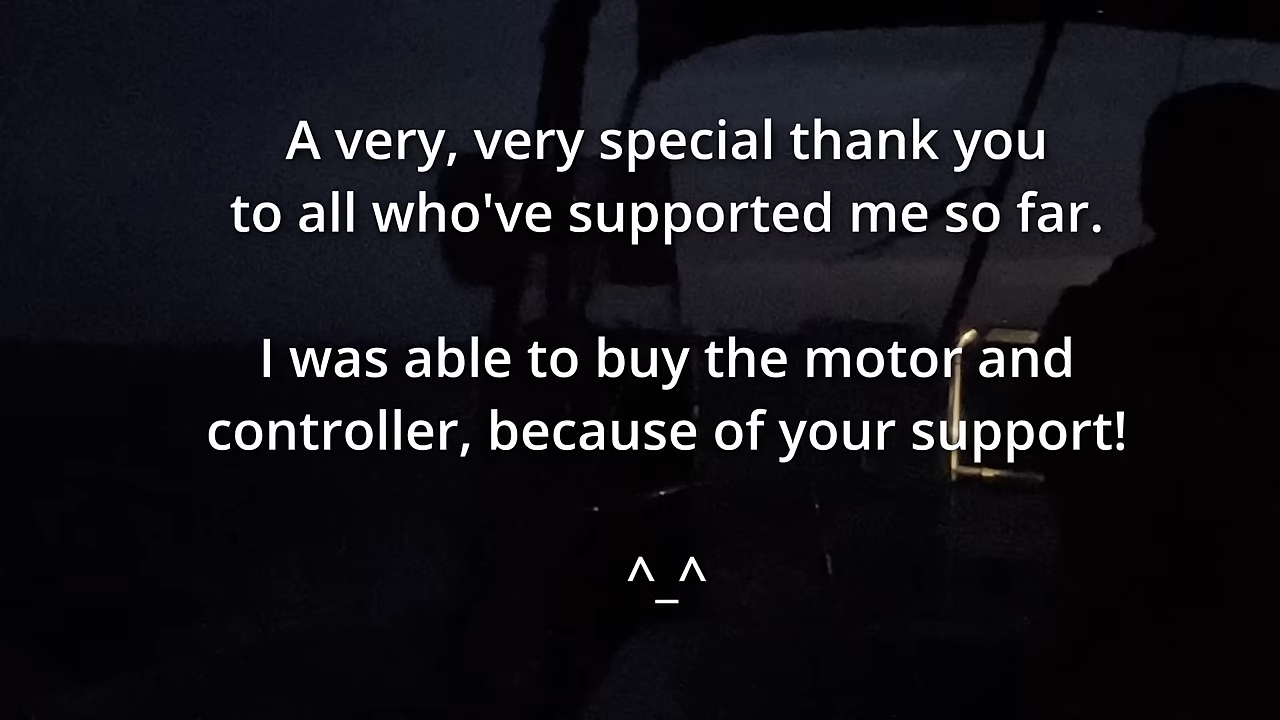 A very, very special thank you
to all who've supported me so far.
I was able to buy the motor and
controller, because of your support!
^_^